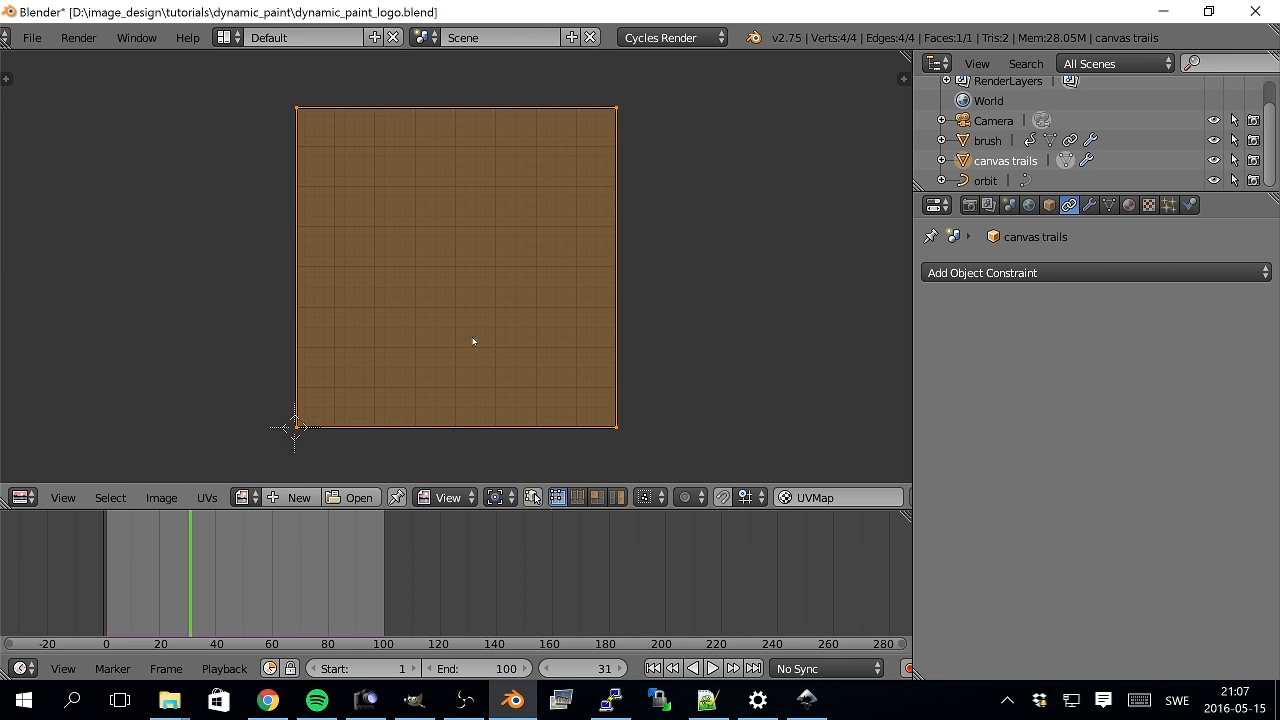 Blender* [D:\image_design\tutorials\dynamic_paint\dynamic_paint_logo.blend]
File Render Window Help Default Scene Cycles Render v2.75 | Verts:4/4 | Edges:4/4 | Faces:1/1 | Tris:2 | Mem:28.05M | canvas trails
View Search All Scenes
RenderLayers
World
Camera
brush
canvas trails
orbit
canvas trails
Add Object Constraint
View Select Image UVs New Open View UVMap
-20 0 20 40 60 80 100 120 140 160 180 200 220 240 260 280
View Marker Frame Playback Start: 1 End: 100 31 No Sync
SWE
21:07
2016-05-15